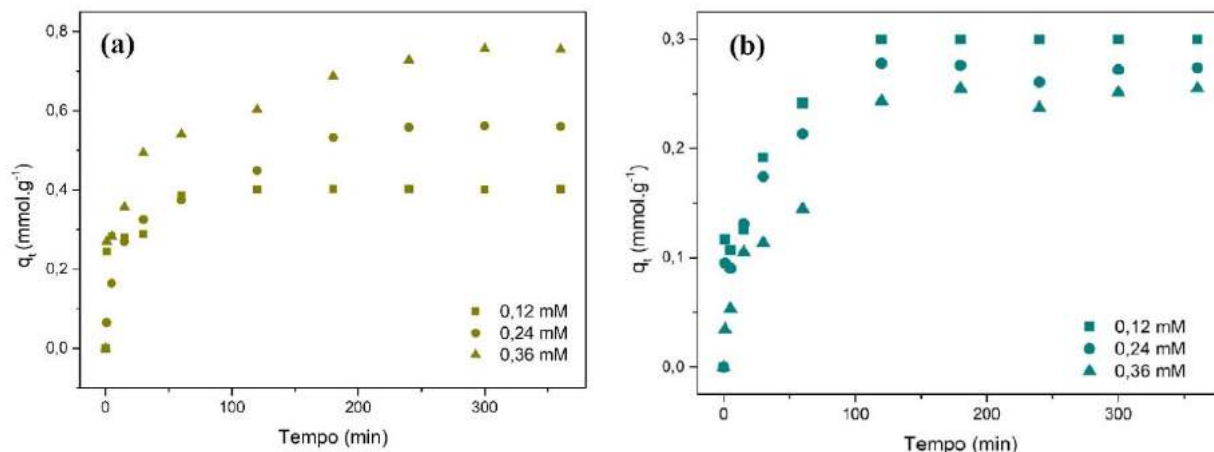 (a)
0,8
0,6
0,4
0,2
0,0
qt (mmol.g-1)
0,12 mM
0,24 mM
0,36 mM
0
100
200
300
Tempo (min)
(b)
0,3
0,2
0,1
0,0
qt (mmol.g-1)
0,12 mM
0,24 mM
0,36 mM
0
100
200
300
Tempo (min)